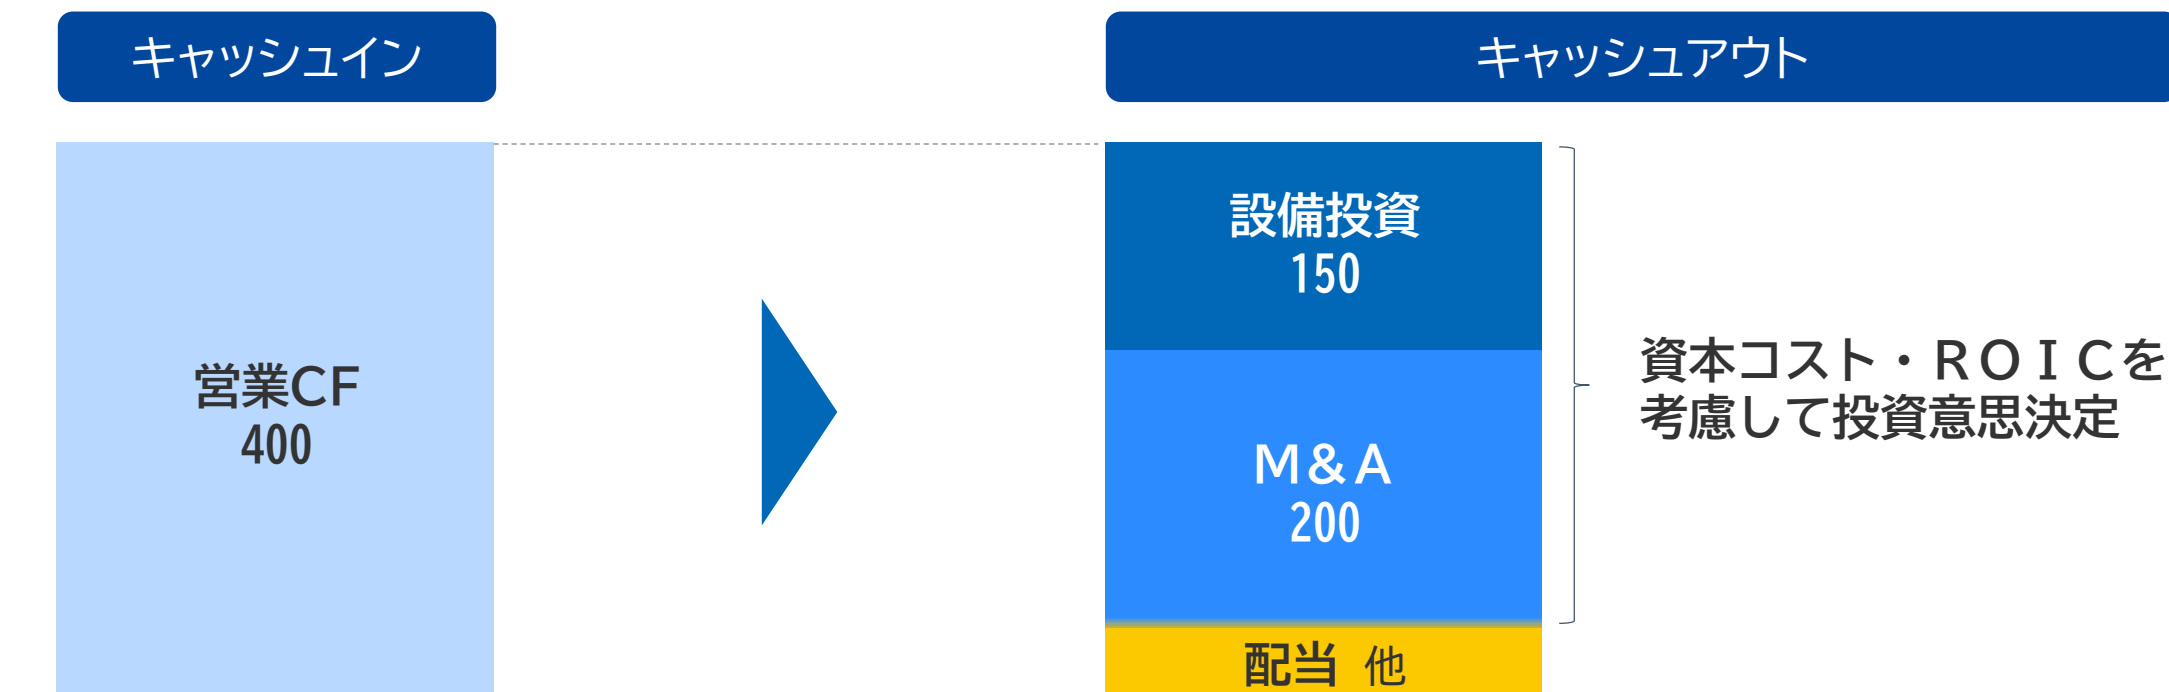 キャッシュイン
キャッシュアウト
営業CF
400
設備投資
150
M&A
200
配当 他
資本コスト・ROICを
考慮して投資意思決定